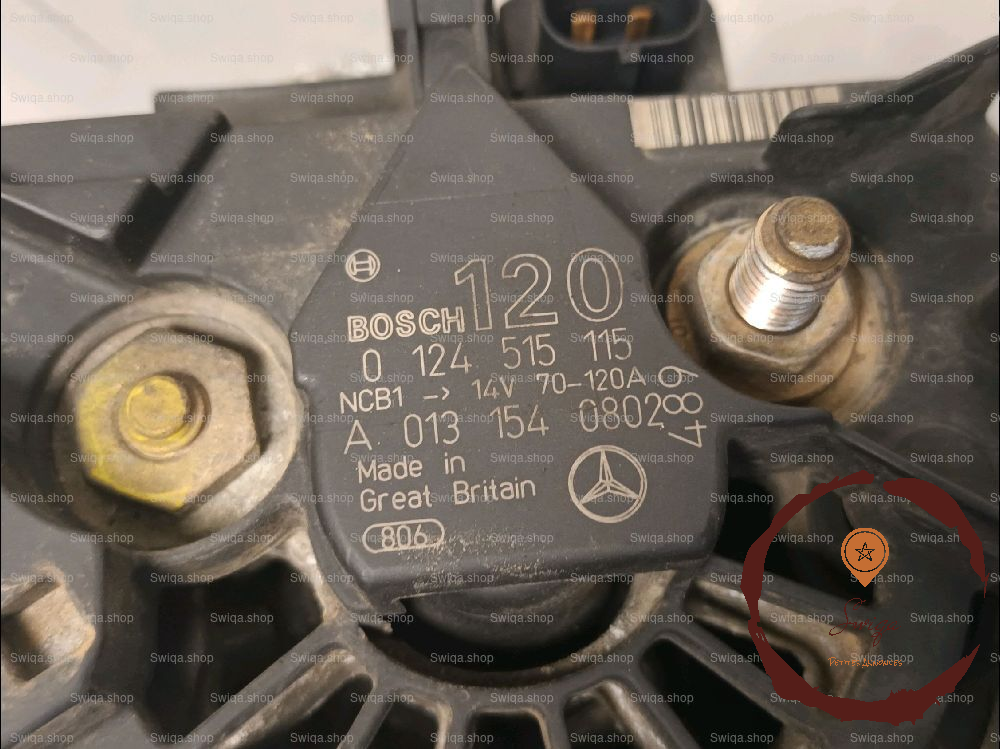 120
BOSCH
0 124 515 115
NCB1 -> 14V 70-120A
A 013 154 0802
Made in
Great Britain
806
Swiqa.shop